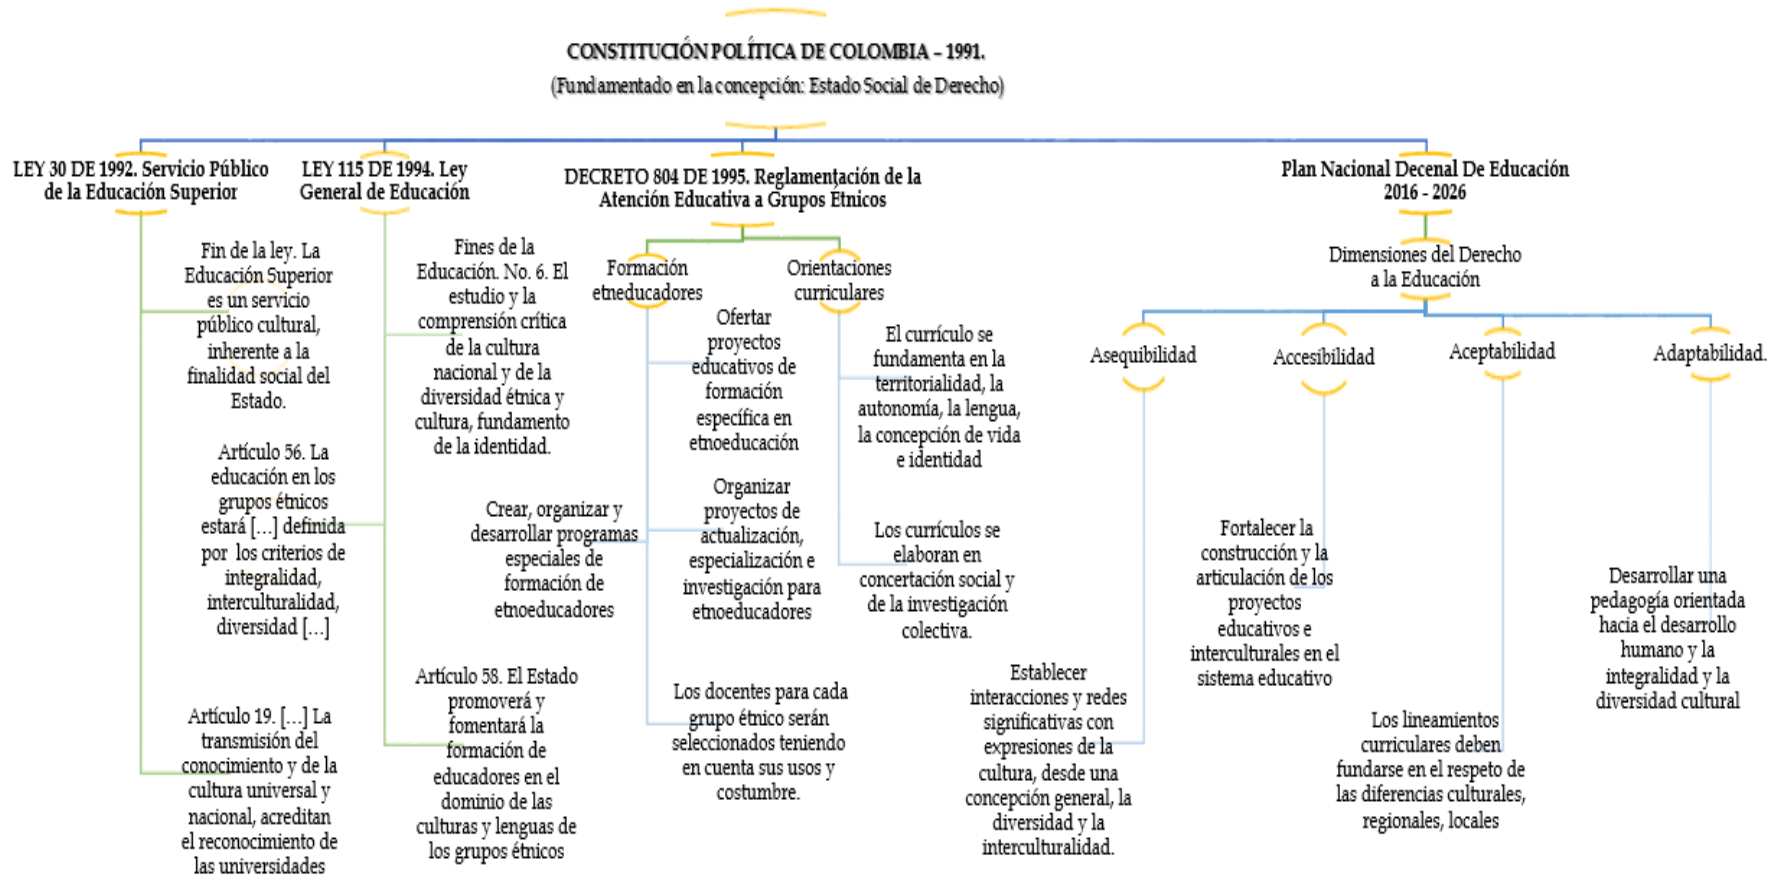 CONSTITUCIÓN POLÍTICA DE COLOMBIA – 1991.
(Fundamentado en la concepción: Estado Social de Derecho)
LEY 30 DE 1992. Servicio Público
de la Educación Superior
Fin de la ley. La
Educación Superior
es un servicio
público cultural,
inherente a la
finalidad social del
Estado.
Artículo 19. […] La
transmisión del
conocimiento y de la
cultura universal y
nacional, acreditan
el reconocimiento de
las universidades
LEY 115 DE 1994. Ley
General de Educación
Fines de la
Educación. No. 6. El
estudio y la
comprensión crítica
de la cultura
nacional y de la
diversidad étnica y
cultura, fundamento
de la identidad.
Artículo 56. La
educación en los
grupos étnicos
estará […] definida
por los criterios de
integralidad,
interculturalidad,
diversidad […]
Artículo 58. El Estado
promoverá y
fomentará la
formación de
educadores en el
dominio de las
culturas y lenguas de
los grupos étnicos
DECRETO 804 DE 1995. Reglamentación de la
Atención Educativa a Grupos Étnicos
Formación
etneducadores
Ofertar
proyectos
educativos de
formación
específica en
etnoeducación
Crear, organizar y
desarrollar programas
especiales de
formación de
etnoeducadores
Organizar
proyectos de
actualización,
especialización e
investigación para
etnoeducadores
Los docentes para cada
grupo étnico serán
seleccionados teniendo
en cuenta sus usos y
costumbre.
Orientaciones
curriculares
El currículo se
fundamenta en la
territorialidad, la
autonomía, la lengua,
la concepción de vida
e identidad
Los currículos se
elaboran en
concertación social y
de la investigación
colectiva.
Plan Nacional Decenal De Educación
2016 - 2026
Dimensiones del Derecho
a la Educación
Asequibilidad
Establecer
interacciones y redes
significativas con
expresiones de la
cultura, desde una
concepción general, la
diversidad y la
interculturalidad.
Accesibilidad
Fortalecer la
construcción y la
articulación de los
proyectos
educativos e
interculturales en el
sistema educativo
Aceptabilidad
Los lineamientos
curriculares deben
fundarse en el respeto de
las diferencias culturales,
regionales, locales
Adaptabilidad.
Desarrollar una
pedagogía orientada
hacia el desarrollo
humano y la
integralidad y la
diversidad cultural